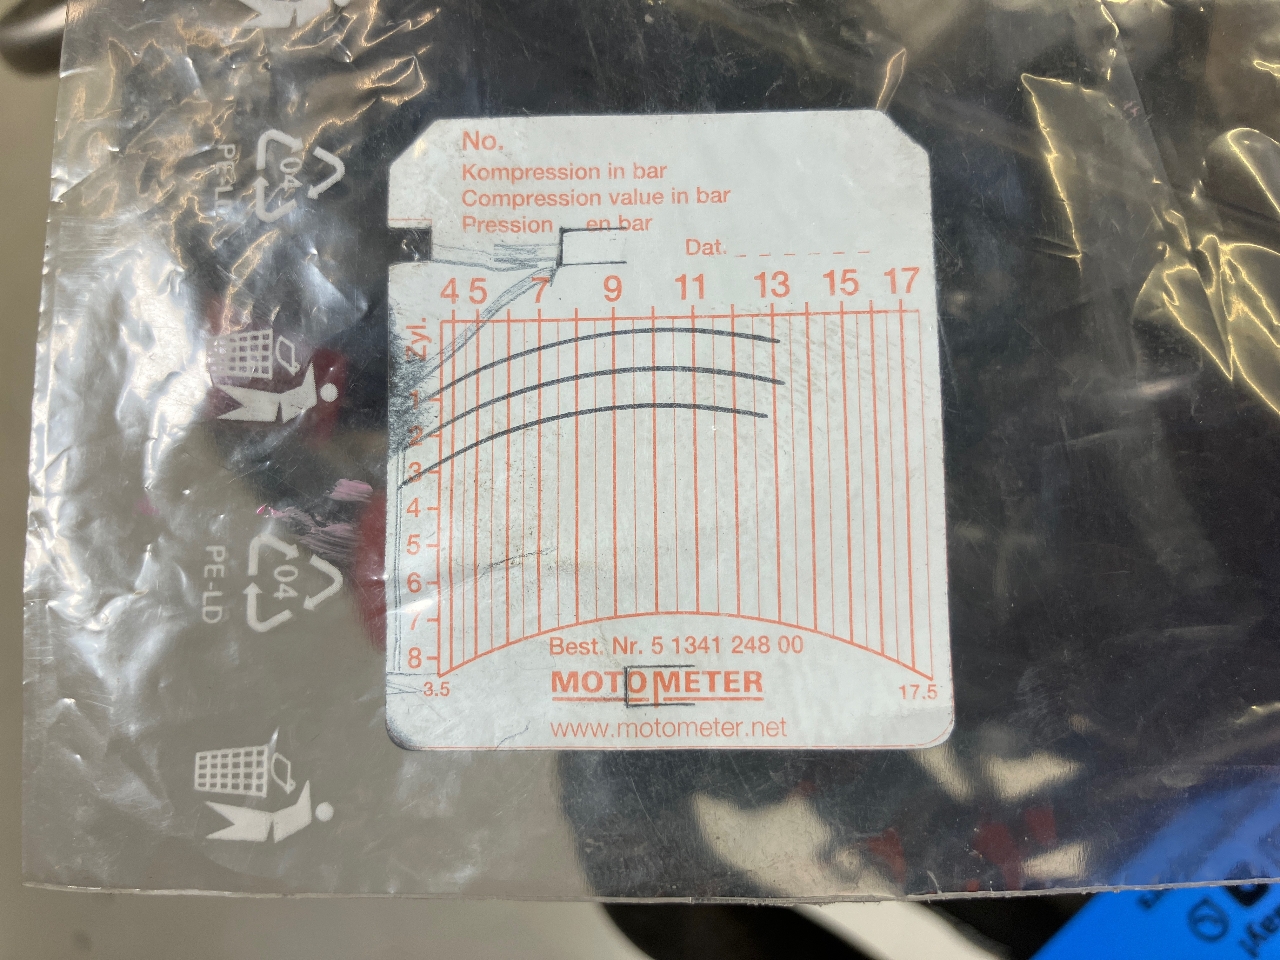 No.
Kompression in bar
Compression value in bar
Pression en bar
Dat.
4 5 7 9 11 13 15 17
Zyl.
1
2
3
4
5
6
7
8
3.5 17.5
Best. Nr. 5 1341 248 00
MOTOMETER
www.motometer.net
04
PE-LD
04